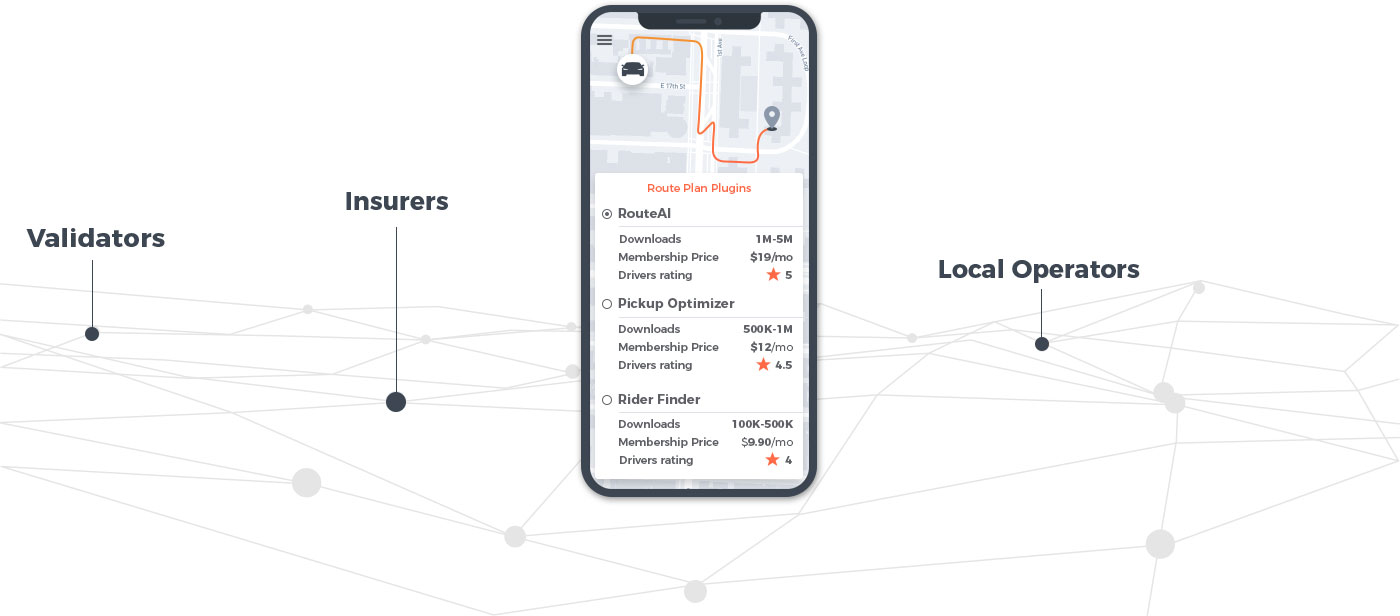 1st Ave
First Ave Loop
E 17th St
1
Route Plan Plugins
RouteAI
Downloads 1M-5M
Membership Price $19/mo
Drivers rating 5
Pickup Optimizer
Downloads 500K-1M
Membership Price $12/mo
Drivers rating 4.5
Rider Finder
Downloads 100K-500K
Membership Price $9.90/mo
Drivers rating 4
Insurers
Validators
Local Operators